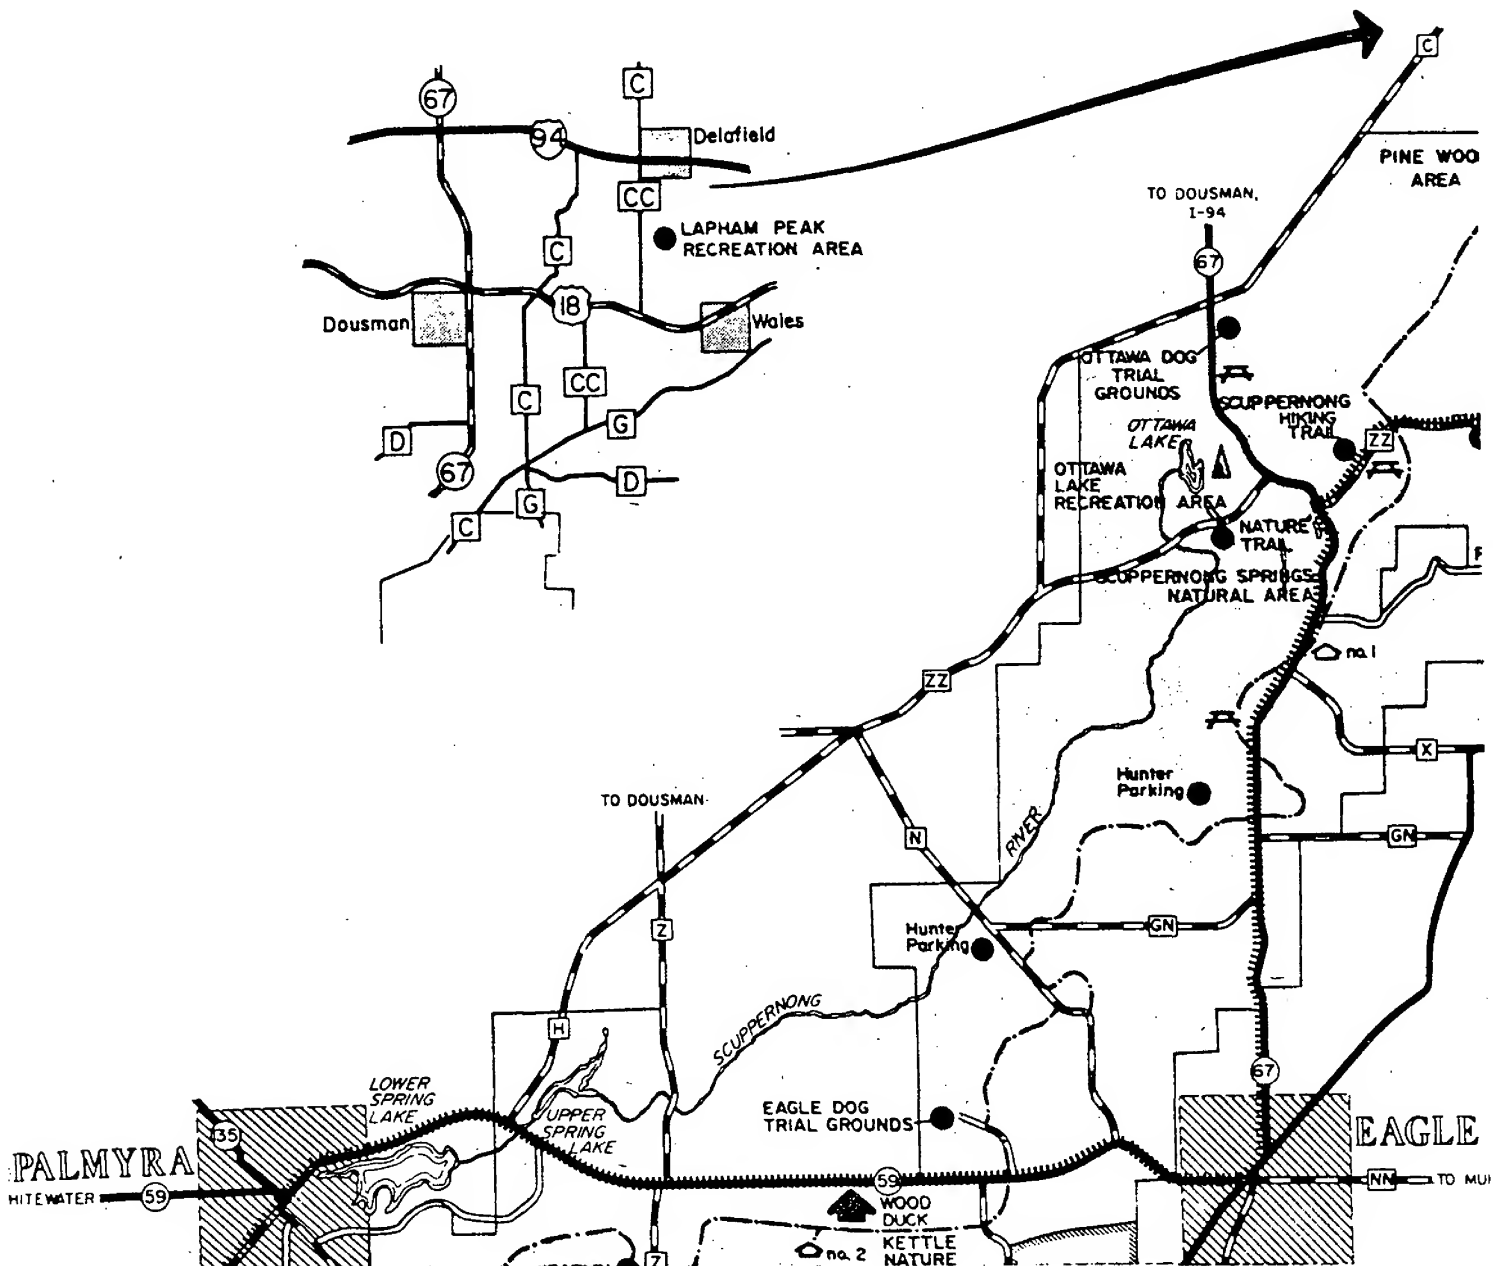 C
67
C
94
Delafield
CC
LAPHAM PEAK
RECREATION AREA
C
18
Dousman
Wales
CC
C
G
D
67
D
G
C
C
PINE WOO
AREA
TO DOUSMAN,
I-94
67
OTTAWA DOG
TRIAL
GROUNDS
SCUPPERNONG
HIKING
TRAIL
OTTAWA
LAKE
ZZ
OTTAWA
LAKE
RECREATION AREA
NATURE
TRAIL
SCUPPERNONG SPRINGS
NATURAL AREA
no.1
ZZ
X
Hunter
Parking
TO DOUSMAN
N
RIVER
GN
Z
Hunter
Parking
GN
SCUPPERNONG
H
67
LOWER
SPRING
LAKE
UPPER
SPRING
LAKE
EAGLE DOG
TRIAL GROUNDS
35
EAGLE
PALMYRA
HITEWATER
59
59
NN
TO MU
WOOD
DUCK
no. 2
KETTLE
NATURE
Z